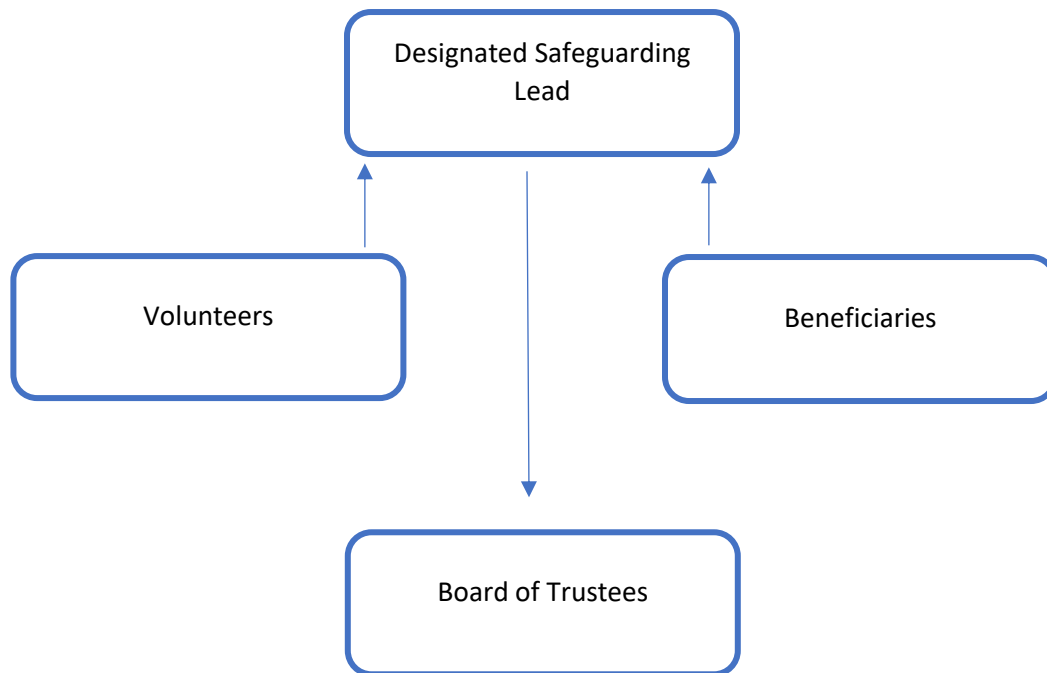 Designated Safeguarding
Lead
Volunteers
Beneficiaries
Board of Trustees